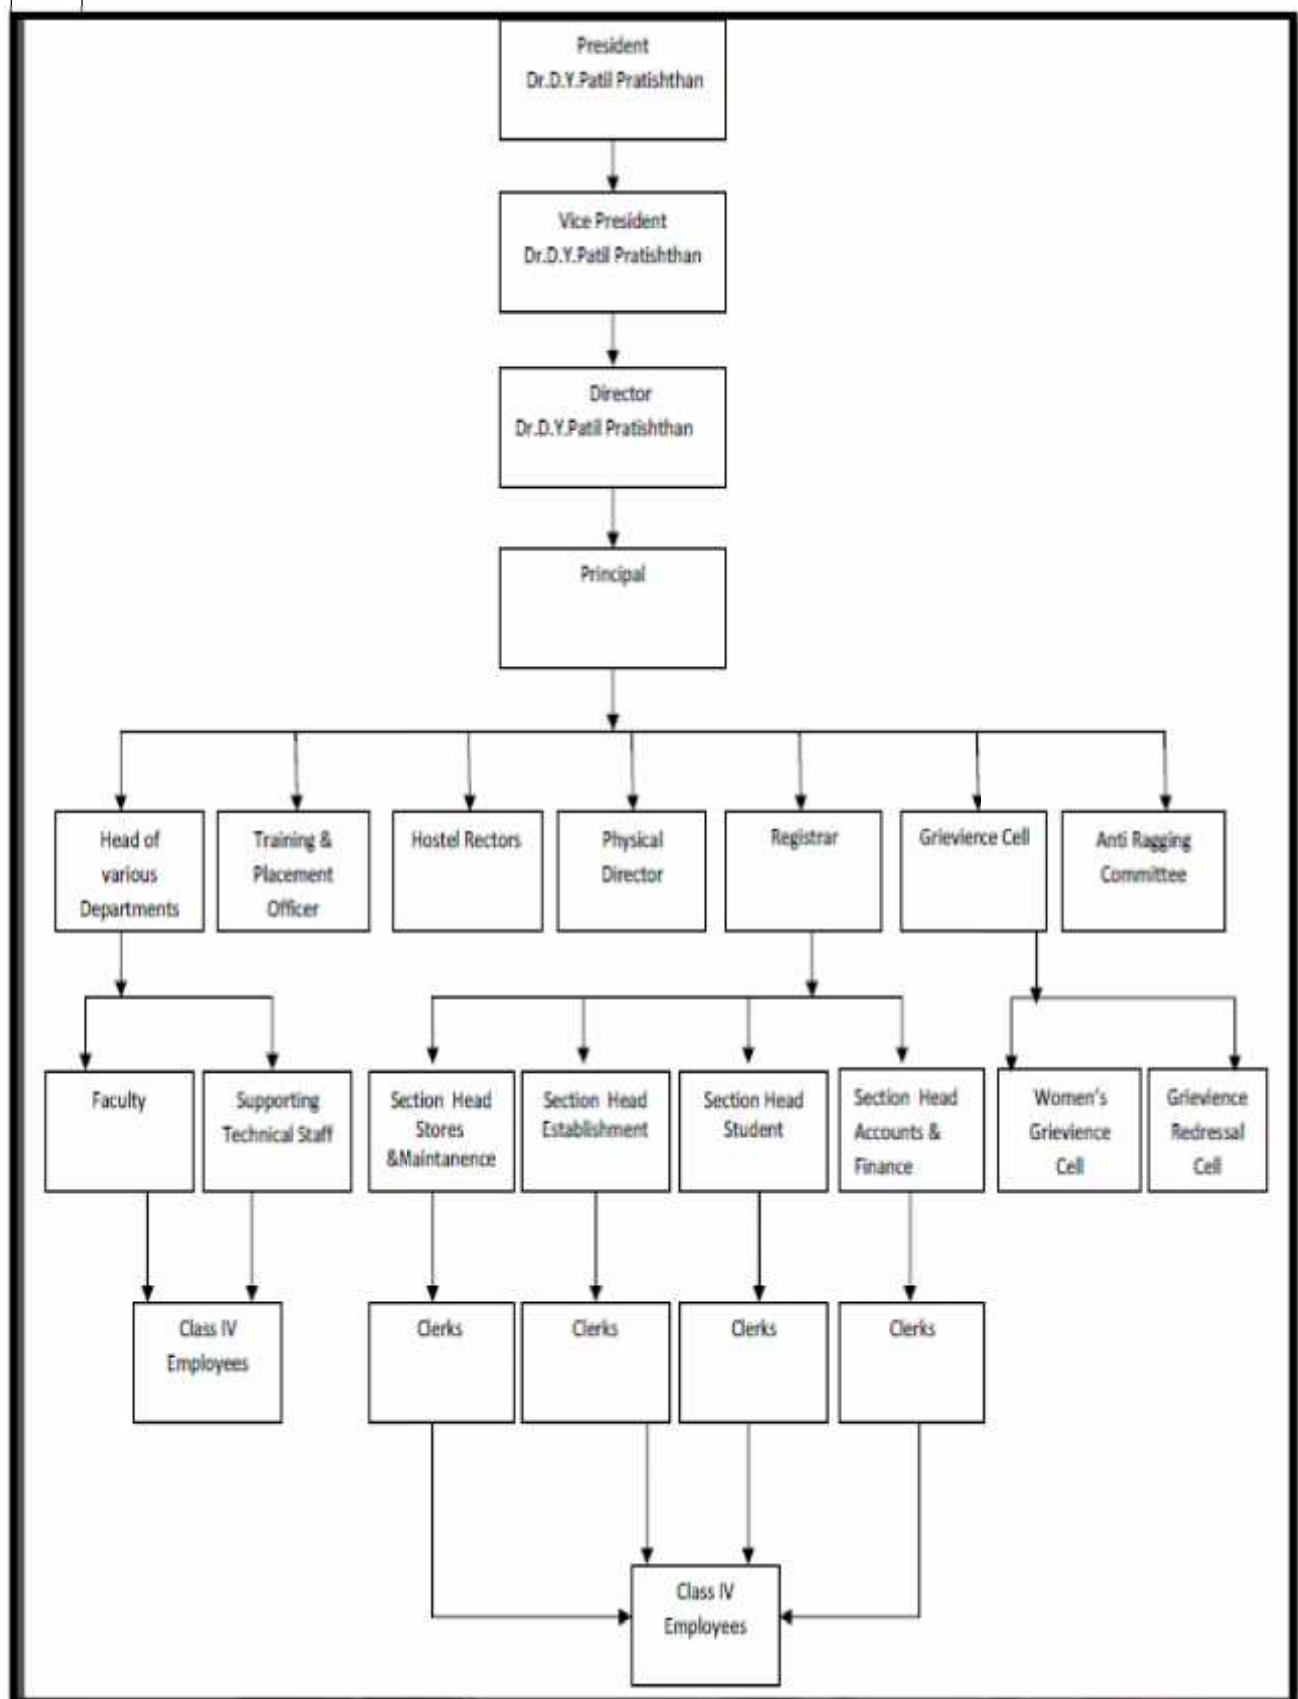 President
Dr.D.Y.Patil Pratishthan
Vice President
Dr.D.Y.Patil Pratishthan
Director
Dr.D.Y.Patil Pratishthan
Principal
Head of
various
Departments
Training &
Placement
Officer
Hostel Rectors
Physical
Director
Registrar
Grievience Cell
Anti Ragging
Committee
Faculty
Supporting
Technical Staff
Section Head
Stores
&Maintanence
Section Head
Establishment
Section Head
Student
Section Head
Accounts &
Finance
Women's
Grievience
Cell
Grievience
Redressal
Cell
Class IV
Employees
Clerks
Clerks
Clerks
Clerks
Class IV
Employees